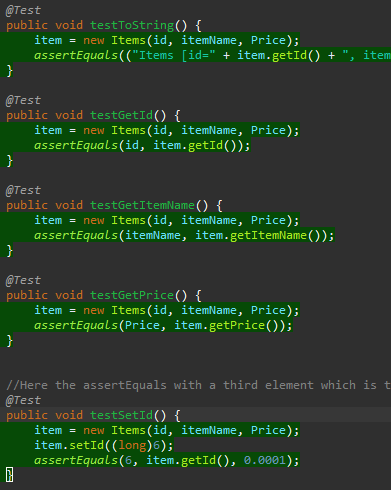 @Test
public void testToString() {
item = new Items(id, itemName, Price);
assertEquals(("Items [id=" + item.getId() + ", item
}
@Test
public void testGetId() {
item = new Items(id, itemName, Price);
assertEquals(id, item.getId());
}
@Test
public void testGetItemName() {
item = new Items(id, itemName, Price);
assertEquals(itemName, item.getItemName());
}
@Test
public void testGetPrice() {
item = new Items(id, itemName, Price);
assertEquals(Price, item.getPrice());
}
//Here the assertEquals with a third element which is t
@Test
public void testSetId() {
item = new Items(id, itemName, Price);
item.setId((long)6);
assertEquals(6, item.getId(), 0.0001);
}